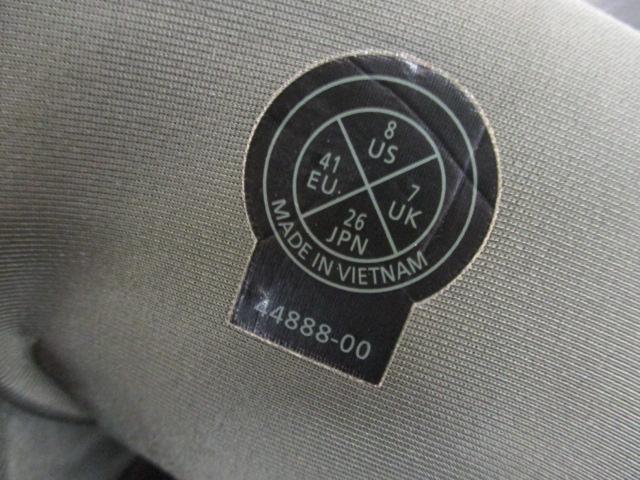 8
US
41
EU.
7
UK
26
JPN
MADE IN VIETNAM
44888-00